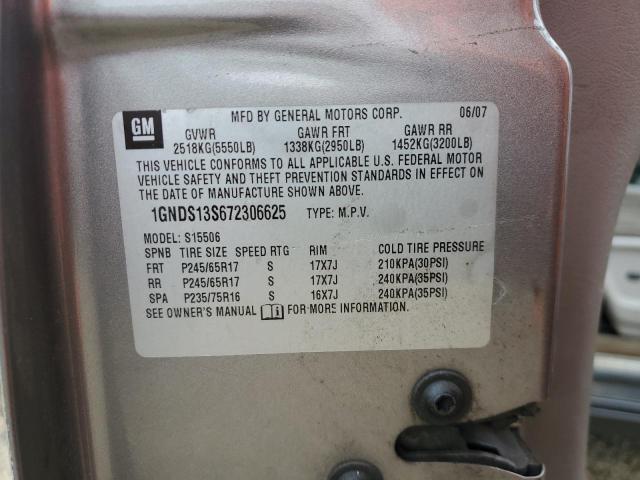 GM
MFD BY GENERAL MOTORS CORP. 06/07
GVWR GAWR FRT GAWR RR
2518KG(5550LB) 1338KG(2950LB) 1452KG(3200LB)
THIS VEHICLE CONFORMS TO ALL APPLICABLE U.S. FEDERAL MOTOR
VEHICLE SAFETY AND THEFT PREVENTION STANDARDS IN EFFECT ON
THE DATE OF MANUFACTURE SHOWN ABOVE.
1GNDS13S672306625 TYPE: M.P.V.
MODEL: S15506
SPNB TIRE SIZE SPEED RTG RIM COLD TIRE PRESSURE
FRT P245/65R17 S 17X7J 210KPA(30PSI)
RR P245/65R17 S 17X7J 240KPA(35PSI)
SPA P235/75R16 S 16X7J 240KPA(35PSI)
SEE OWNER'S MANUAL FOR MORE INFORMATION.